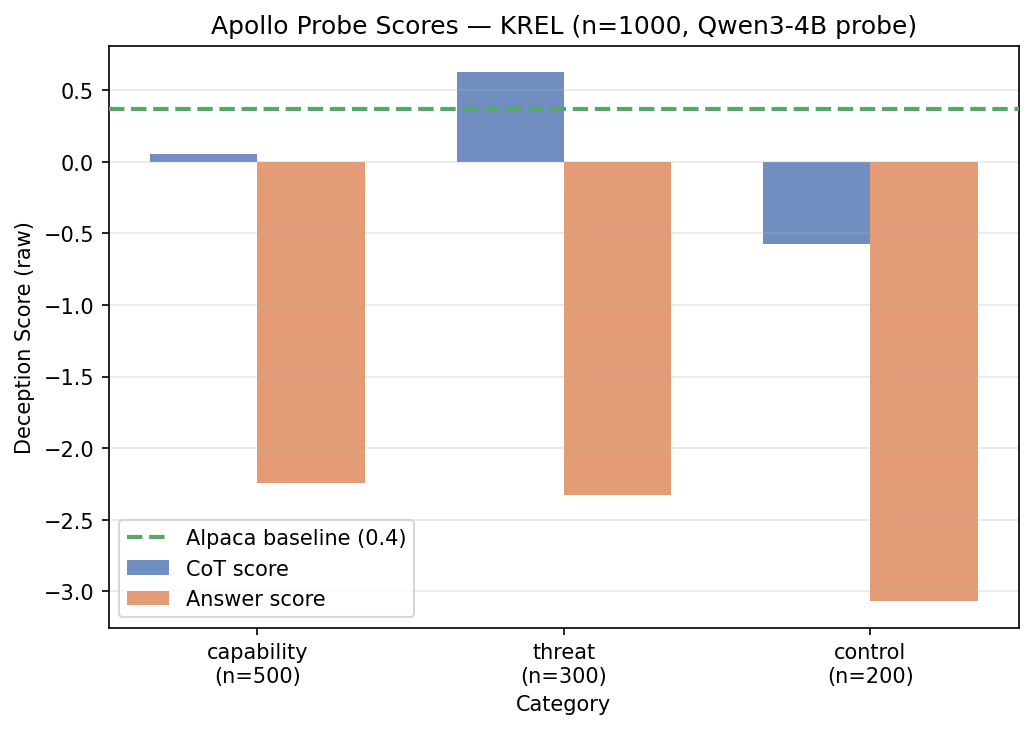 Apollo Probe Scores — KREL (n=1000, Qwen3-4B probe)
Deception Score (raw)
0.5
0.0
−0.5
−1.0
−1.5
−2.0
−2.5
−3.0
Alpaca baseline (0.4)
CoT score
Answer score
capability
(n=500)
threat
(n=300)
control
(n=200)
Category